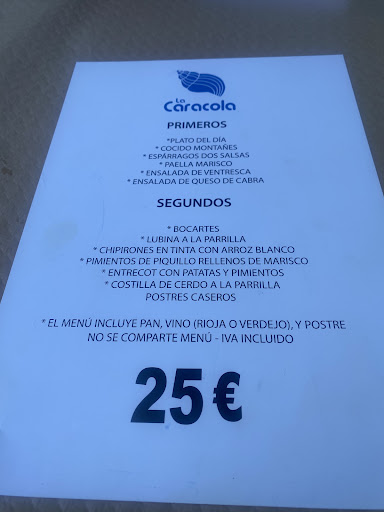 La
Caracola
PRIMEROS
*PLATO DEL DÍA
* COCIDO MONTAÑES
* ESPÁRRAGOS DOS SALSAS
* PAELLA MARISCO
* ENSALADA DE VENTRESCA
* ENSALADA DE QUESO DE CABRA
SEGUNDOS
* BOCARTES
* LUBINA A LA PARRILLA
* CHIPIRONES EN TINTA CON ARROZ BLANCO
* PIMIENTOS DE PIQUILLO RELLENOS DE MARISCO
* ENTRECOT CON PATATAS Y PIMIENTOS
* COSTILLA DE CERDO A LA PARRILLA
POSTRES CASEROS
* EL MENÚ INCLUYE PAN, VINO (RIOJA O VERDEJO), Y POSTRE
NO SE COMPARTE MENÚ - IVA INCLUIDO
25 €